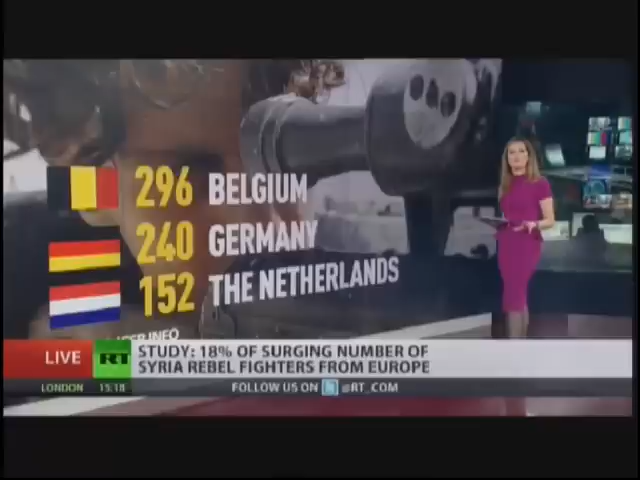 296 BELGIUM
240 GERMANY
152 THE NETHERLANDS
LIVE RT STUDY: 18% OF SURGING NUMBER OF
SYRIA REBEL FIGHTERS FROM EUROPE
LONDON 15:18 FOLLOW US ON @RT_COM